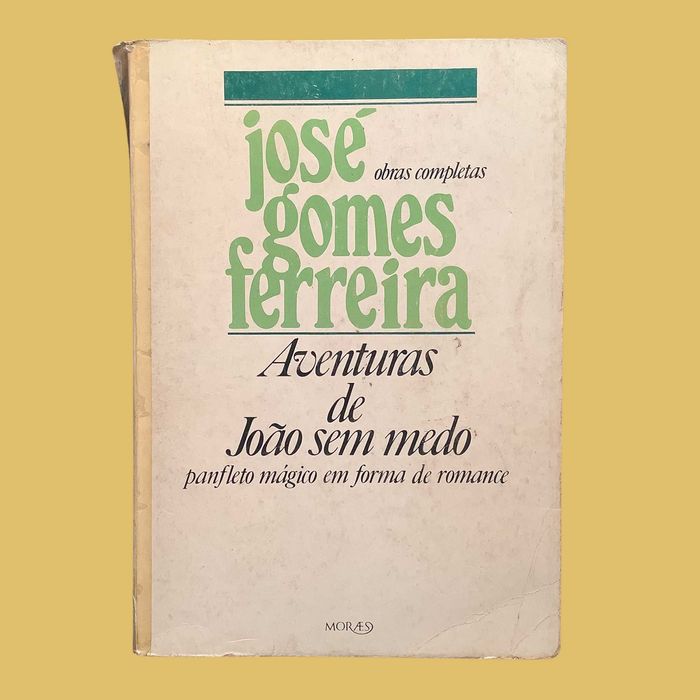 josé
obras completas
gomes
ferreira
Aventuras
de
João sem medo
panfleto mágico em forma de romance
MORÆS